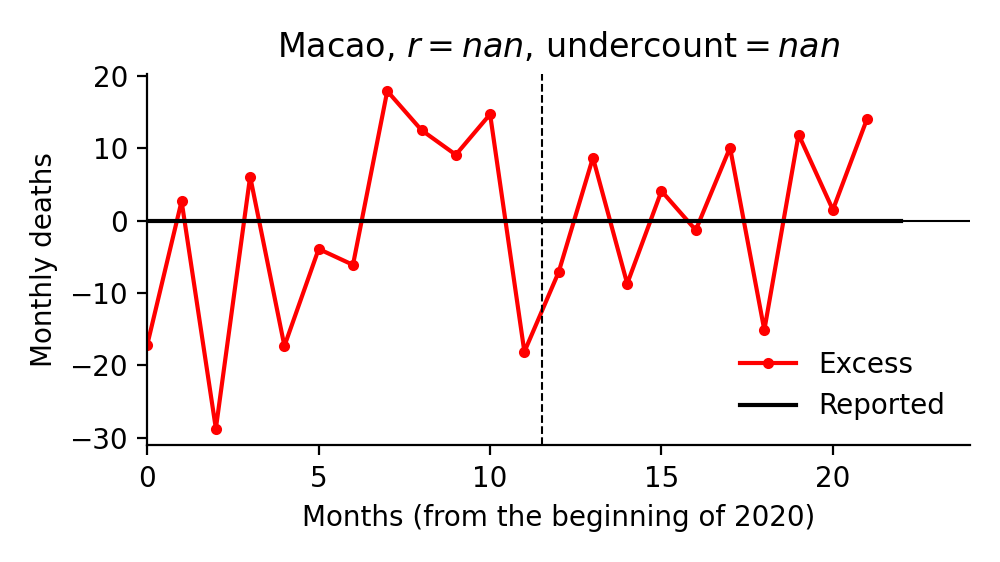 Macao, r = nan, undercount = nan
20
10
0
−10
−20
−30
Monthly deaths
Excess
Reported
0 5 10 15 20
Months (from the beginning of 2020)